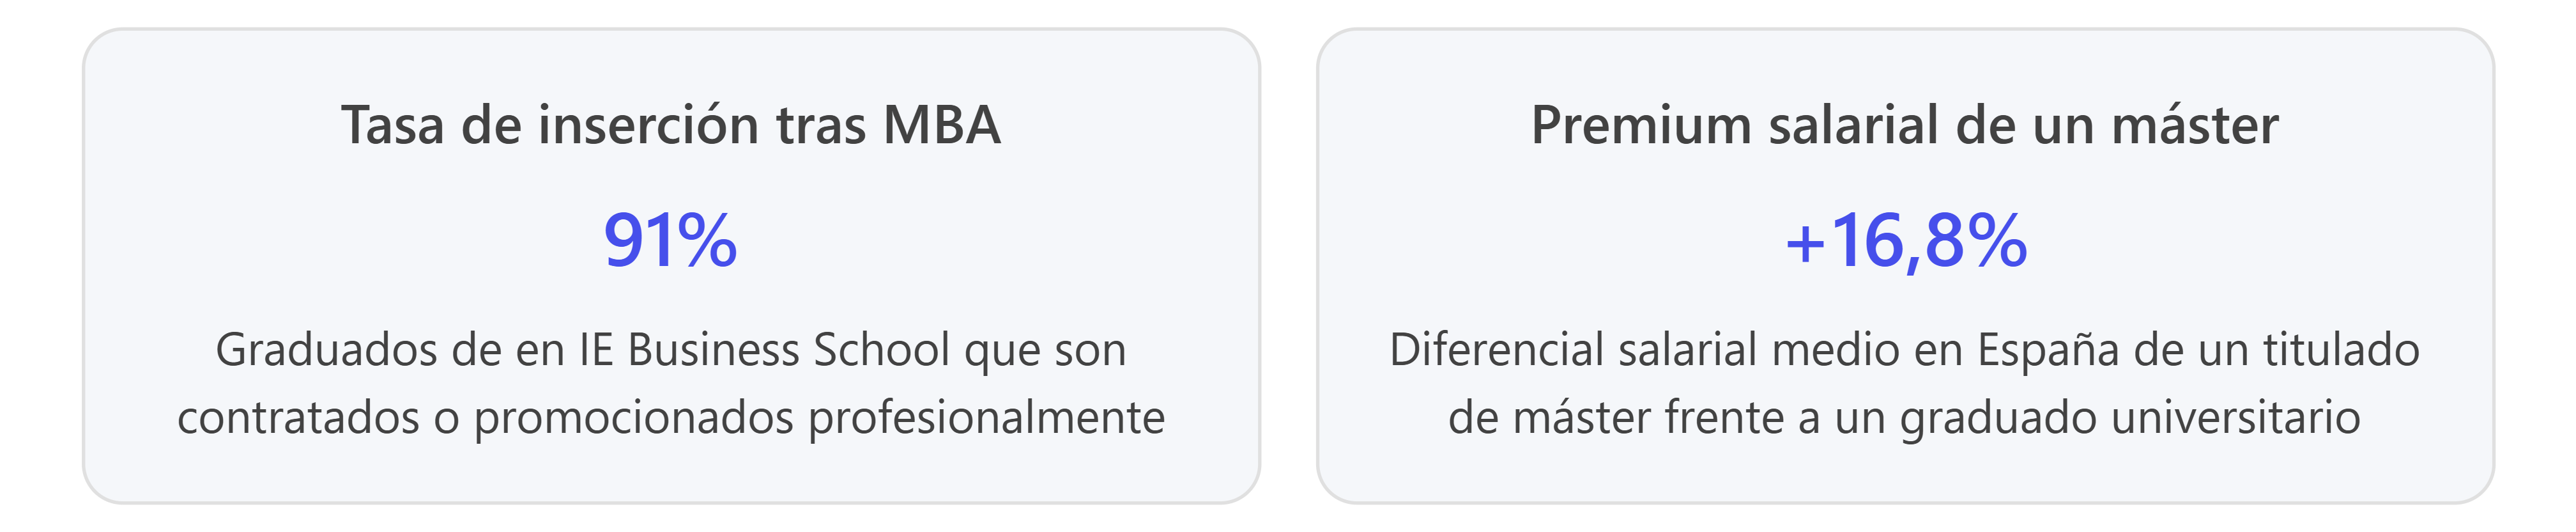 Tasa de inserción tras MBA
91%
Graduados de en IE Business School que son
contratados o promocionados profesionalmente
Premium salarial de un máster
+16,8%
Diferencial salarial medio en España de un titulado
de máster frente a un graduado universitario